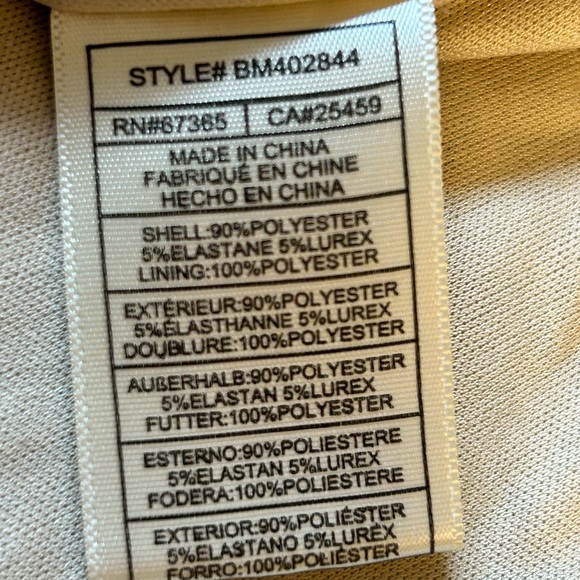 STYLE# BM402844
RN#67365 CA#25459
MADE IN CHINA
FABRIQUÉ EN CHINE
HECHO EN CHINA
SHELL:90%POLYESTER
5%ELASTANE 5%LUREX
LINING:100%POLYESTER
EXTÉRIEUR:90%POLYESTER
5%ÉLASTHANNE 5%LUREX
DOUBLURE:100%POLYESTER
AUßERHALB:90%POLYESTER
5%ELASTAN 5%LUREX
FUTTER:100%POLYESTER
ESTERNO:90%POLIESTERE
5%ELASTAN 5%LUREX
FODERA:100%POLIESTERE
EXTERIOR:90%POLIÉSTER
5%ELASTANO 5%LUREX
FORRO:100%POLIÉSTER